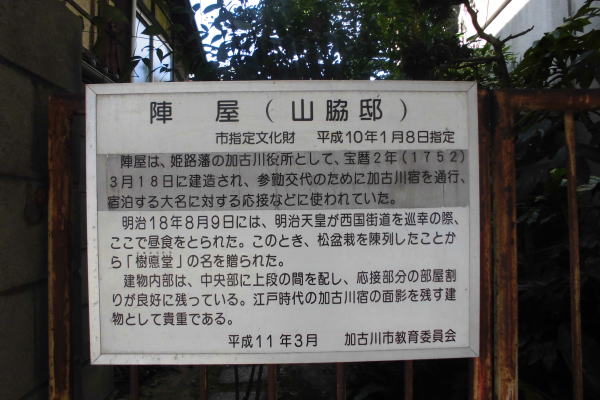 陣屋(山脇邸)
市指定文化財 平成10年1月8日指定
陣屋は、姫路藩の加古川役所として、宝暦2年(1752)
3月18日に建造され、参勤交代のために加古川宿を通行、
宿泊する大名に対する応接などに使われていた。
明治18年8月9日には、明治天皇が西国街道を巡幸の際、
ここで昼食をとられた。このとき、松盆栽を陳列したことか
ら「樹悳堂」の名を贈られた。
建物内部は、中央部に上段の間を配し、応接部分の部屋割
りが良好に残っている。江戸時代の加古川宿の面影を残す建
物として貴重である。
平成11年3月 加古川市教育委員会